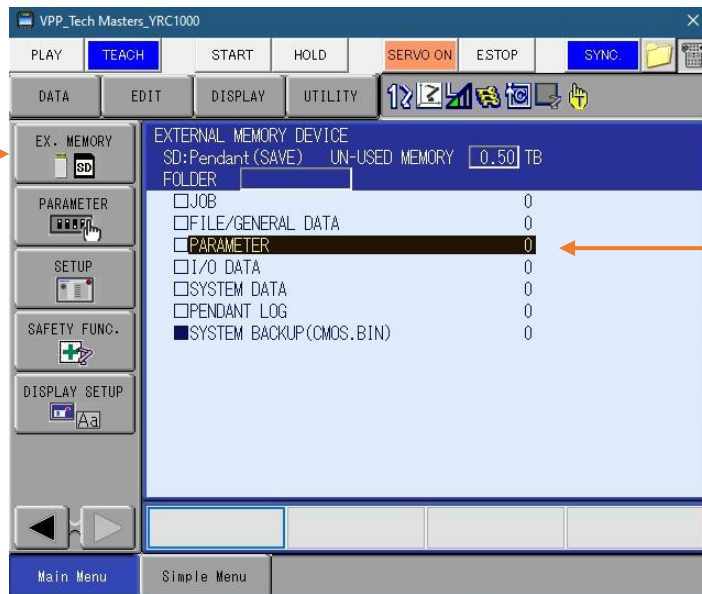 VPP_Tech Masters_YRC1000
PLAY TEACH START HOLD SERVO ON E.STOP SYNC.
DATA EDIT DISPLAY UTILITY
EX. MEMORY
SD
PARAMETER
SETUP
SAFETY FUNC.
DISPLAY SETUP
Aa
EXTERNAL MEMORY DEVICE
SD:Pendant(SAVE) UN-USED MEMORY 0.50 TB
FOLDER
JOB 0
FILE/GENERAL DATA 0
PARAMETER 0
I/O DATA 0
SYSTEM DATA 0
PENDANT LOG 0
SYSTEM BACKUP(CMOS.BIN) 0
Main Menu Simple Menu